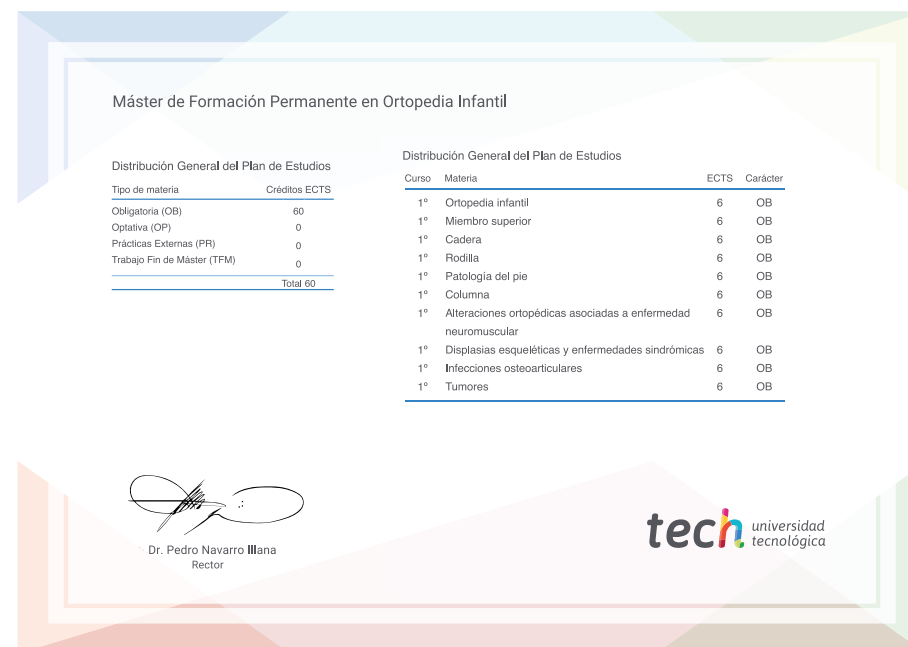 Máster de Formación Permanente en Ortopedia Infantil
Distribución General del Plan de Estudios
Tipo de materia Créditos ECTS
Obligatoria (OB) 60
Optativa (OP) 0
Prácticas Externas (PR) 0
Trabajo Fin de Máster (TFM) 0
Total 60
Distribución General del Plan de Estudios
Curso Materia ECTS Carácter
1º Ortopedia infantil 6 OB
1º Miembro superior 6 OB
1º Cadera 6 OB
1º Rodilla 6 OB
1º Patología del pie 6 OB
1º Columna 6 OB
1º Alteraciones ortopédicas asociadas a enfermedad 6 OB
neuromuscular
1º Displasias esqueléticas y enfermedades sindrómicas 6 OB
1º Infecciones osteoarticulares 6 OB
1º Tumores 6 OB
Dr. Pedro Navarro Illana
Rector
tech universidad
tecnológica